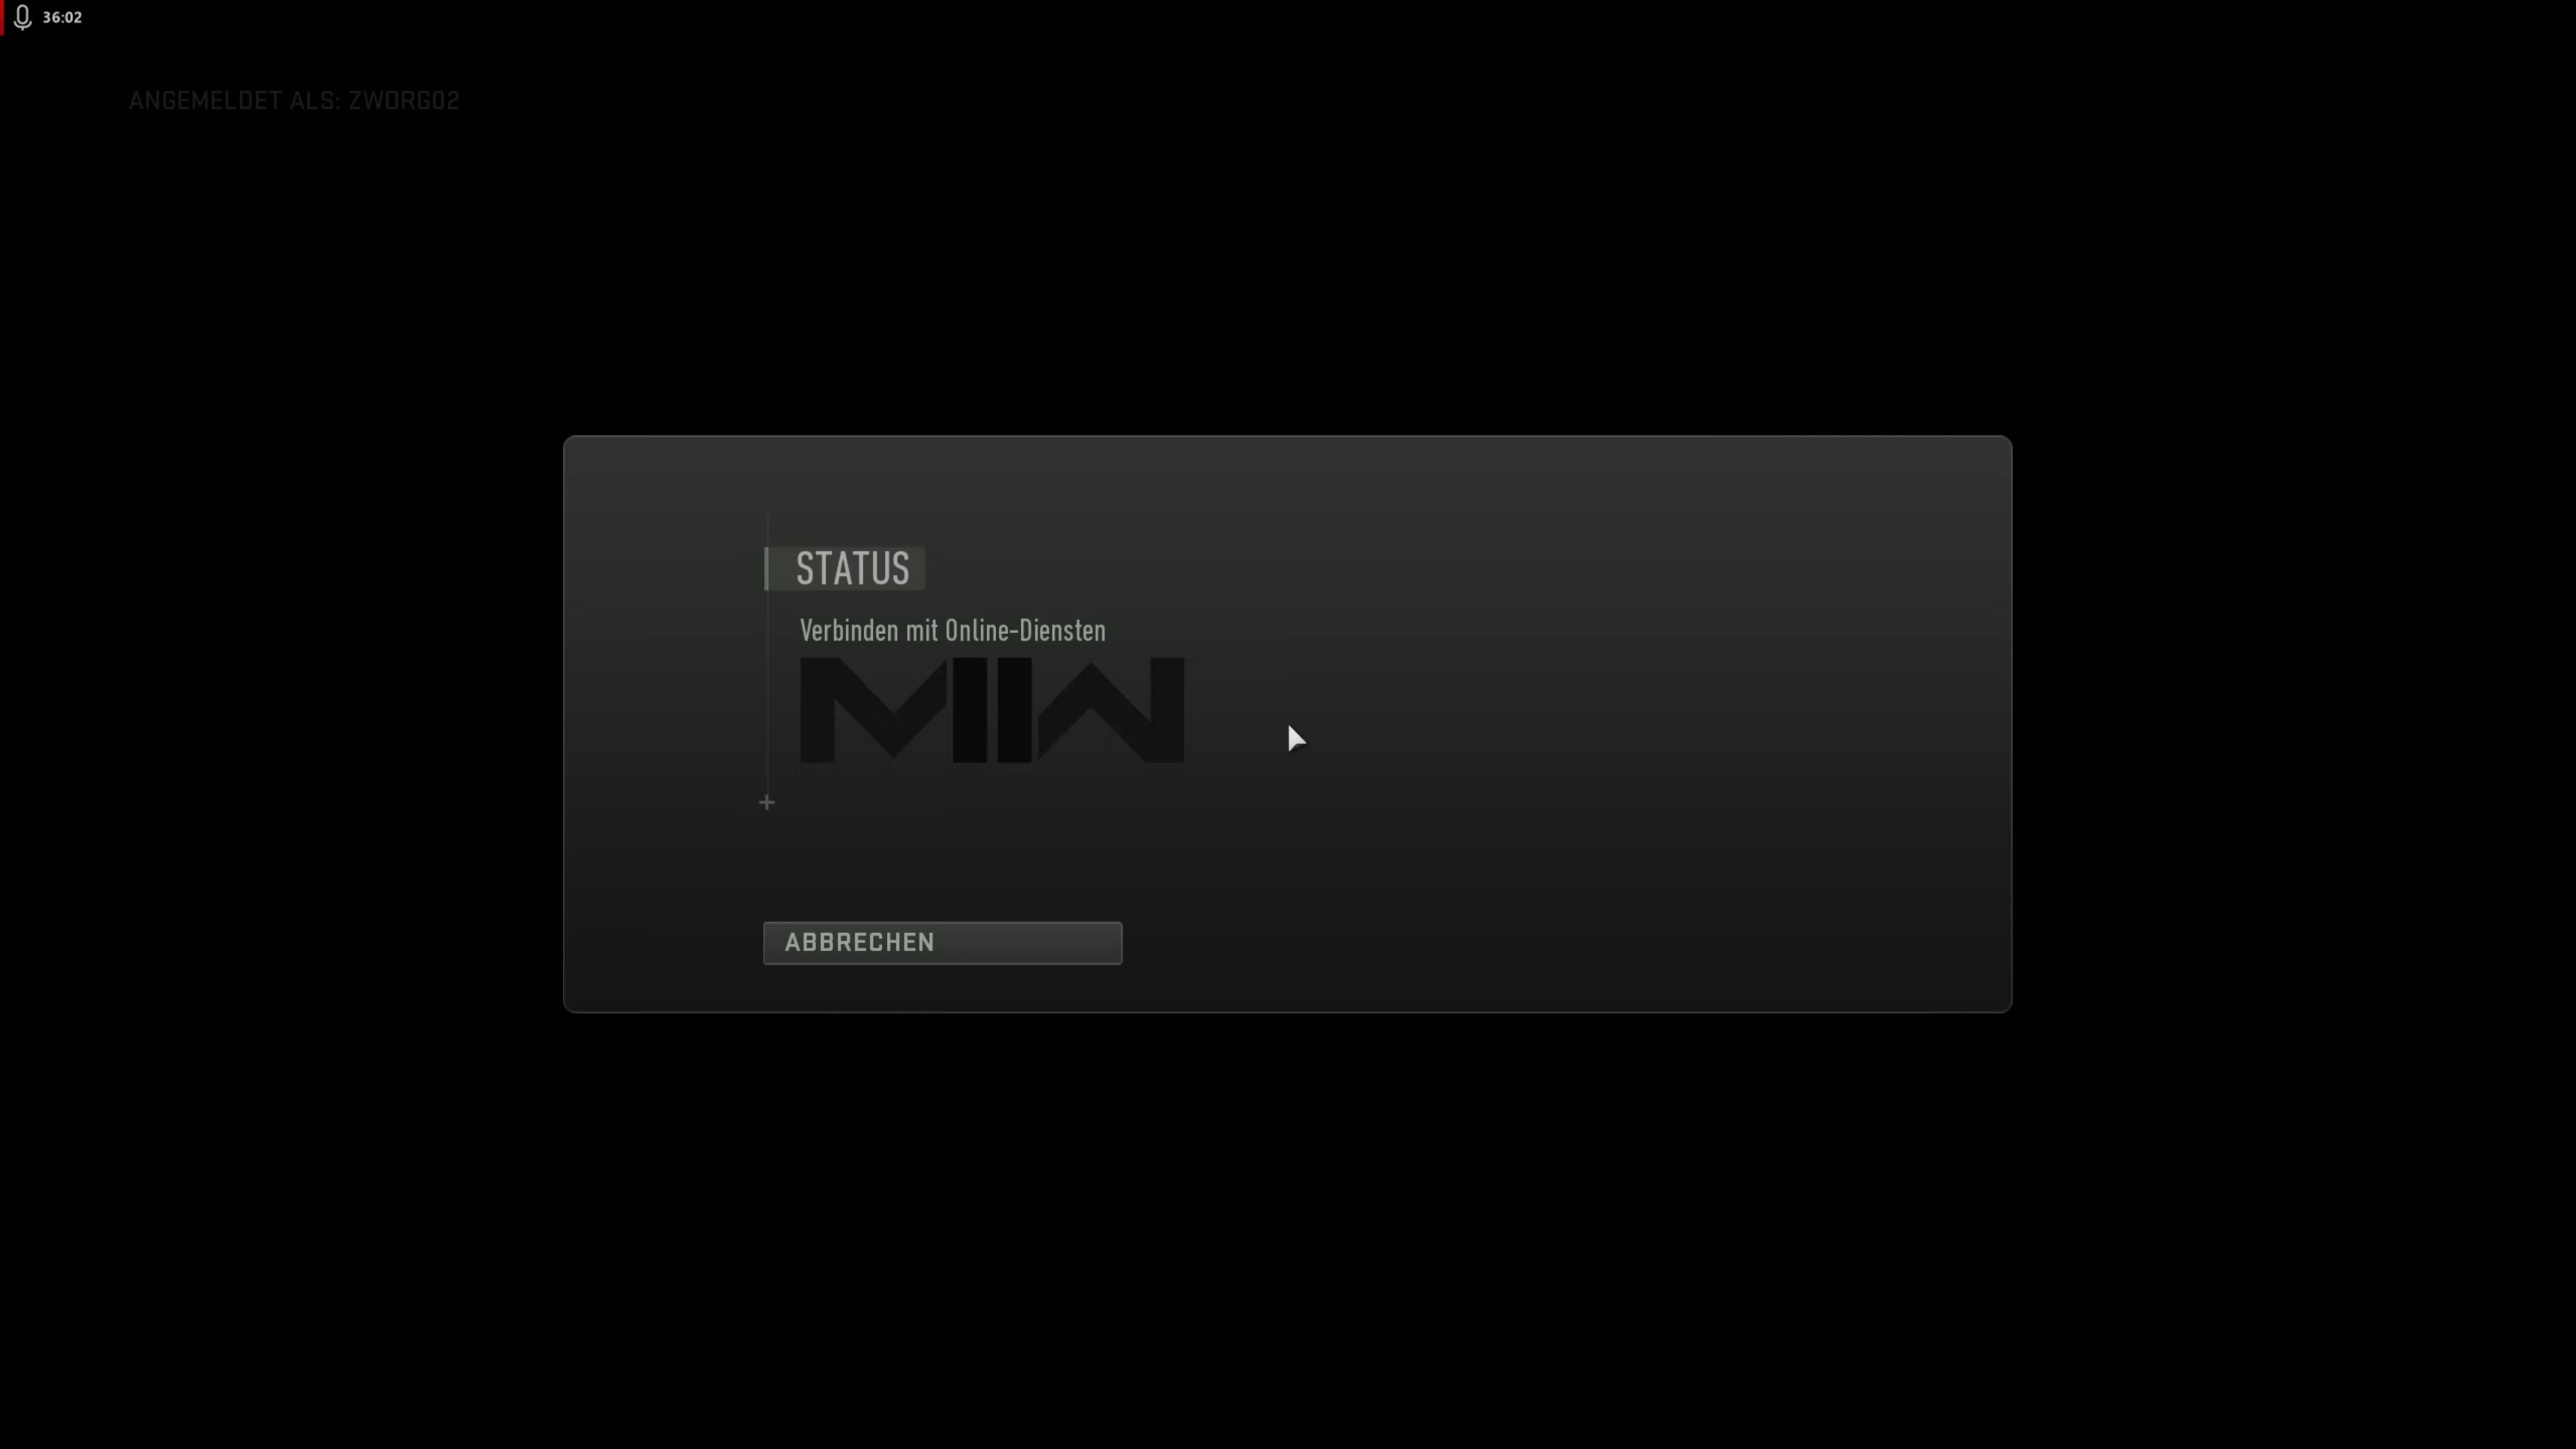 36:02
ANGEMELDET ALS: ZWORG02
STATUS
Verbinden mit Online-Diensten
MIIW
ABBRECHEN